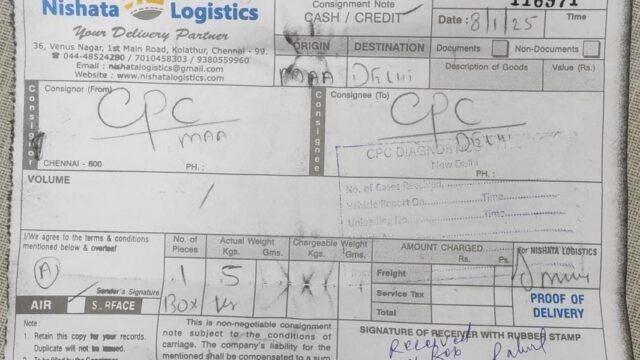 Nishata Logistics
Your Delivery Partner
36, Venus Nagar, 1st Main Road, Kolathur, Chennai - 99.
☎ 044-48524280 / 7010458303 / 9380559960
Email : nishatalogistics@gmail.com
Website : www.nishatalogistics.com
Consignment Note
CASH / CREDIT
116971
Date : 8/1/25 Time
ORIGIN DESTINATION
MAA DELHI
Documents Non-Documents
Description of Goods Value (Rs.)
Consignor
Consignor (From)
CPC
MAA
CHENNAI - 600 PH. :
Consignee
Consignee (To)
CPC
DELHI
CPC DIAGNOSTICS
New Delhi
PH. :
VOLUME
No. of Cases Received
Vehicle Report On Time
Unloading Time
I/We agree to the terms & conditions
mentioned below & overleaf
A
Sender's Signature
AIR SURFACE
No. of Pieces
1
BOX
Actual Weight
Kgs. Gms.
5
Chargeable Weight
Kgs. Gms.
AMOUNT CHARGED
Rs. Ps.
Freight
Service Tax
Total
For NISHATA LOGISTICS
PROOF OF
DELIVERY
Note :
1. Retain this copy for your records.
Duplicate will not be issued.
This is non-negotiable consignment
note subject to the conditions of
carriage. The company's liability for
the mentioned shall be compensated to a sum
SIGNATURE OF RECEIVER WITH RUBBER STAMP
Received